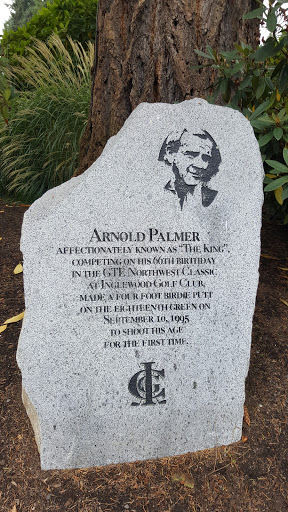 Arnold Palmer
affectionately known as "The King",
competing on his 66th birthday
in the GTE Northwest Classic
at Inglewood Golf Club,
made a four foot birdie putt
on the eighteenth green on
September 10, 1995
to shoot his age
for the first time.